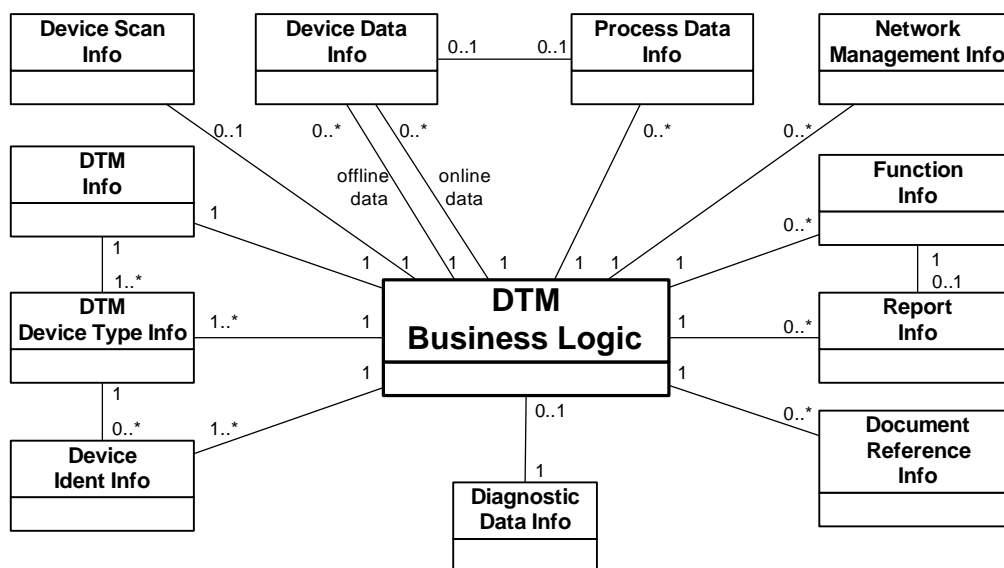 Device Scan
Info
Device Data
Info
0..1
0..1
Process Data
Info
Network
Management Info
0..1
0..*
0..*
0..*
0..*
offline
data
online
data
DTM
Info
1
Function
Info
0..*
1
1..*
1
1
1
1
1
1
1
1
1
0..1
DTM
Device Type Info
1..*
1
DTM
Business Logic
1
0..*
Report
Info
1
0..*
1
1..*
1
0..*
Device
Ident Info
0..1
1
Document
Reference
Info
Diagnostic
Data Info